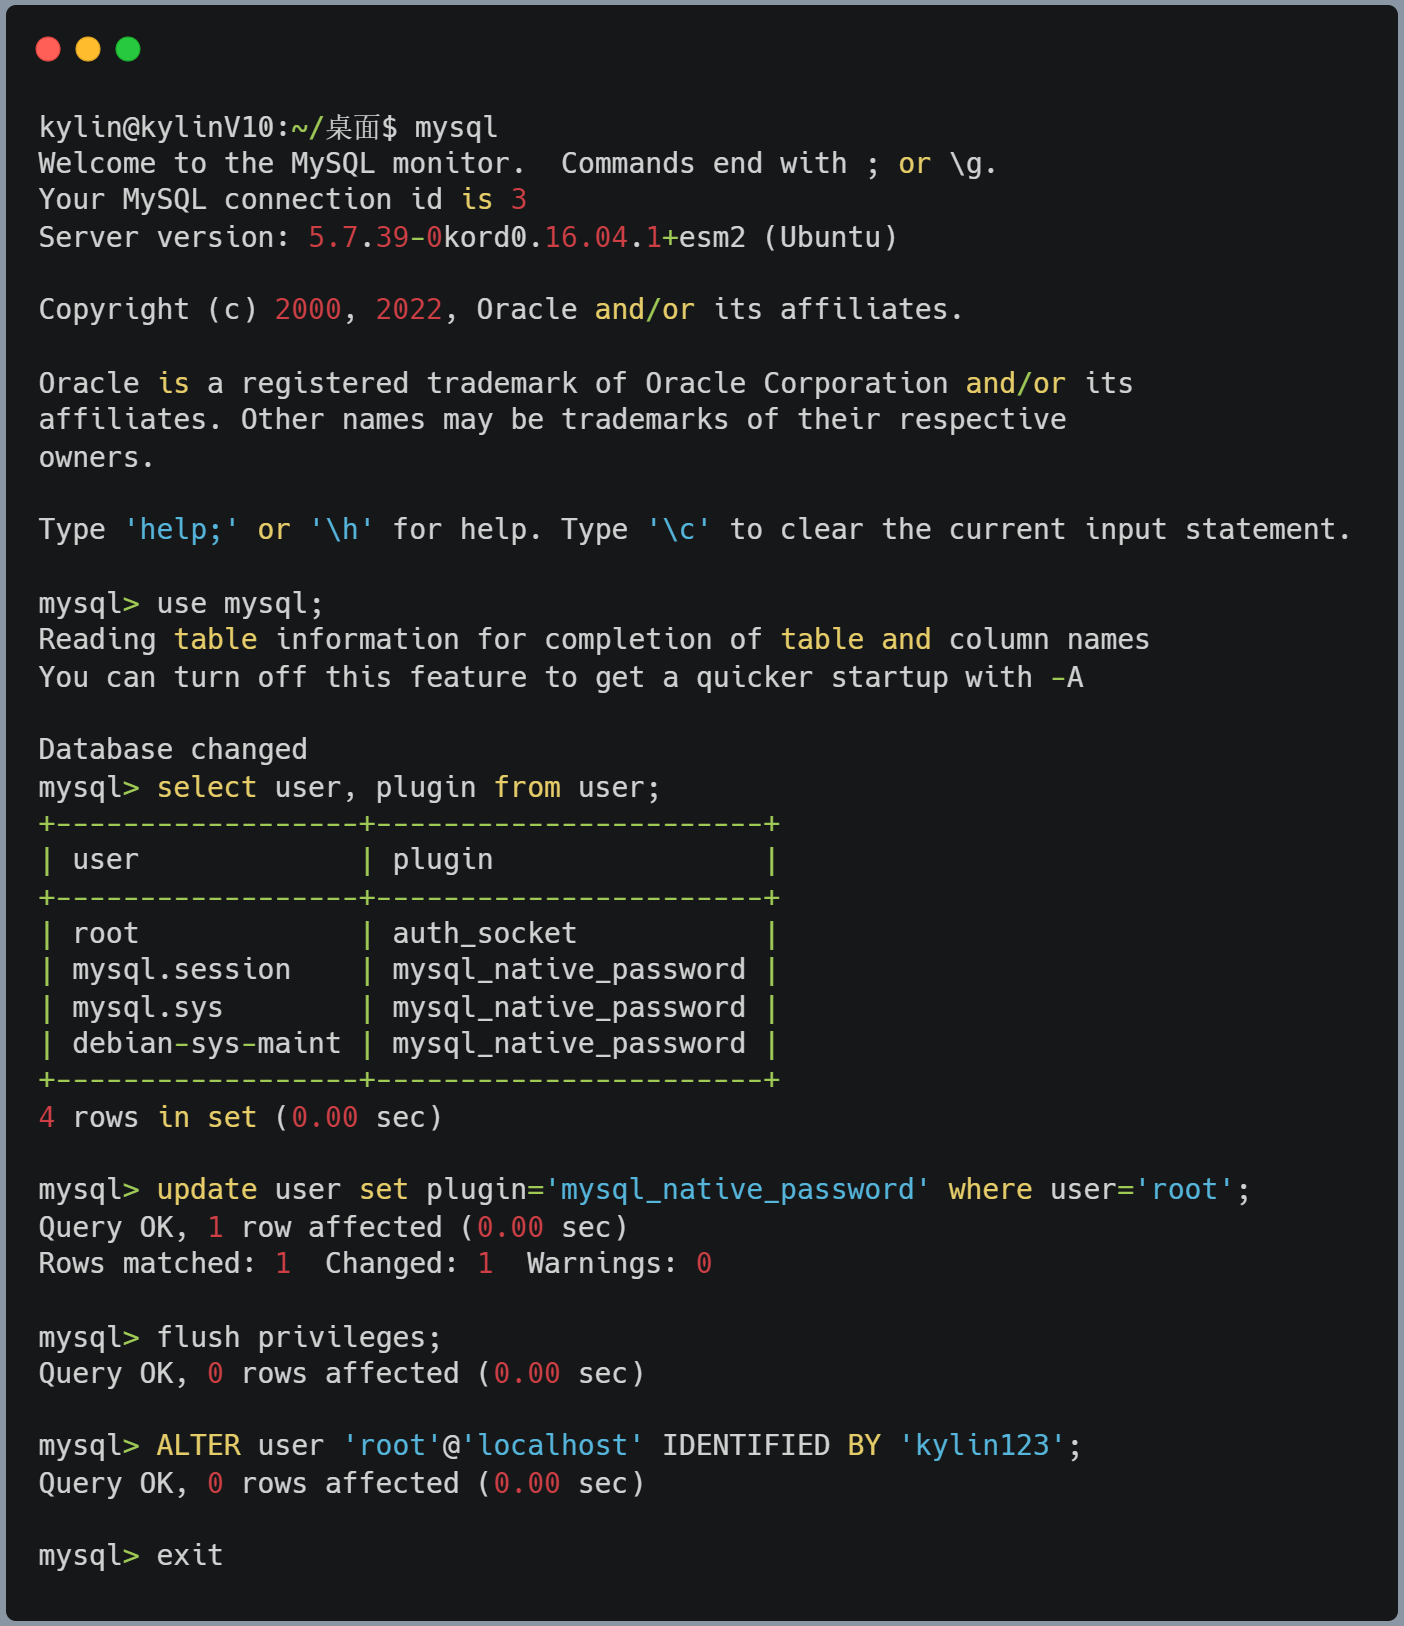 kylin@kylinV10:~/桌面$ mysql
Welcome to the MySQL monitor.  Commands end with ; or \g.
Your MySQL connection id is 3
Server version: 5.7.39-0kord0.16.04.1+esm2 (Ubuntu)
Copyright (c) 2000, 2022, Oracle and/or its affiliates.
Oracle is a registered trademark of Oracle Corporation and/or its
affiliates. Other names may be trademarks of their respective
owners.
Type 'help;' or '\h' for help. Type '\c' to clear the current input statement.
mysql> use mysql;
Reading table information for completion of table and column names
You can turn off this feature to get a quicker startup with -A
Database changed
mysql> select user, plugin from user;
+------------------+-----------------------+
| user             | plugin                |
+------------------+-----------------------+
| root             | auth_socket           |
| mysql.session    | mysql_native_password |
| mysql.sys        | mysql_native_password |
| debian-sys-maint | mysql_native_password |
+------------------+-----------------------+
4 rows in set (0.00 sec)
mysql> update user set plugin='mysql_native_password' where user='root';
Query OK, 1 row affected (0.00 sec)
Rows matched: 1  Changed: 1  Warnings: 0
mysql> flush privileges;
Query OK, 0 rows affected (0.00 sec)
mysql> ALTER user 'root'@'localhost' IDENTIFIED BY 'kylin123';
Query OK, 0 rows affected (0.00 sec)
mysql> exit